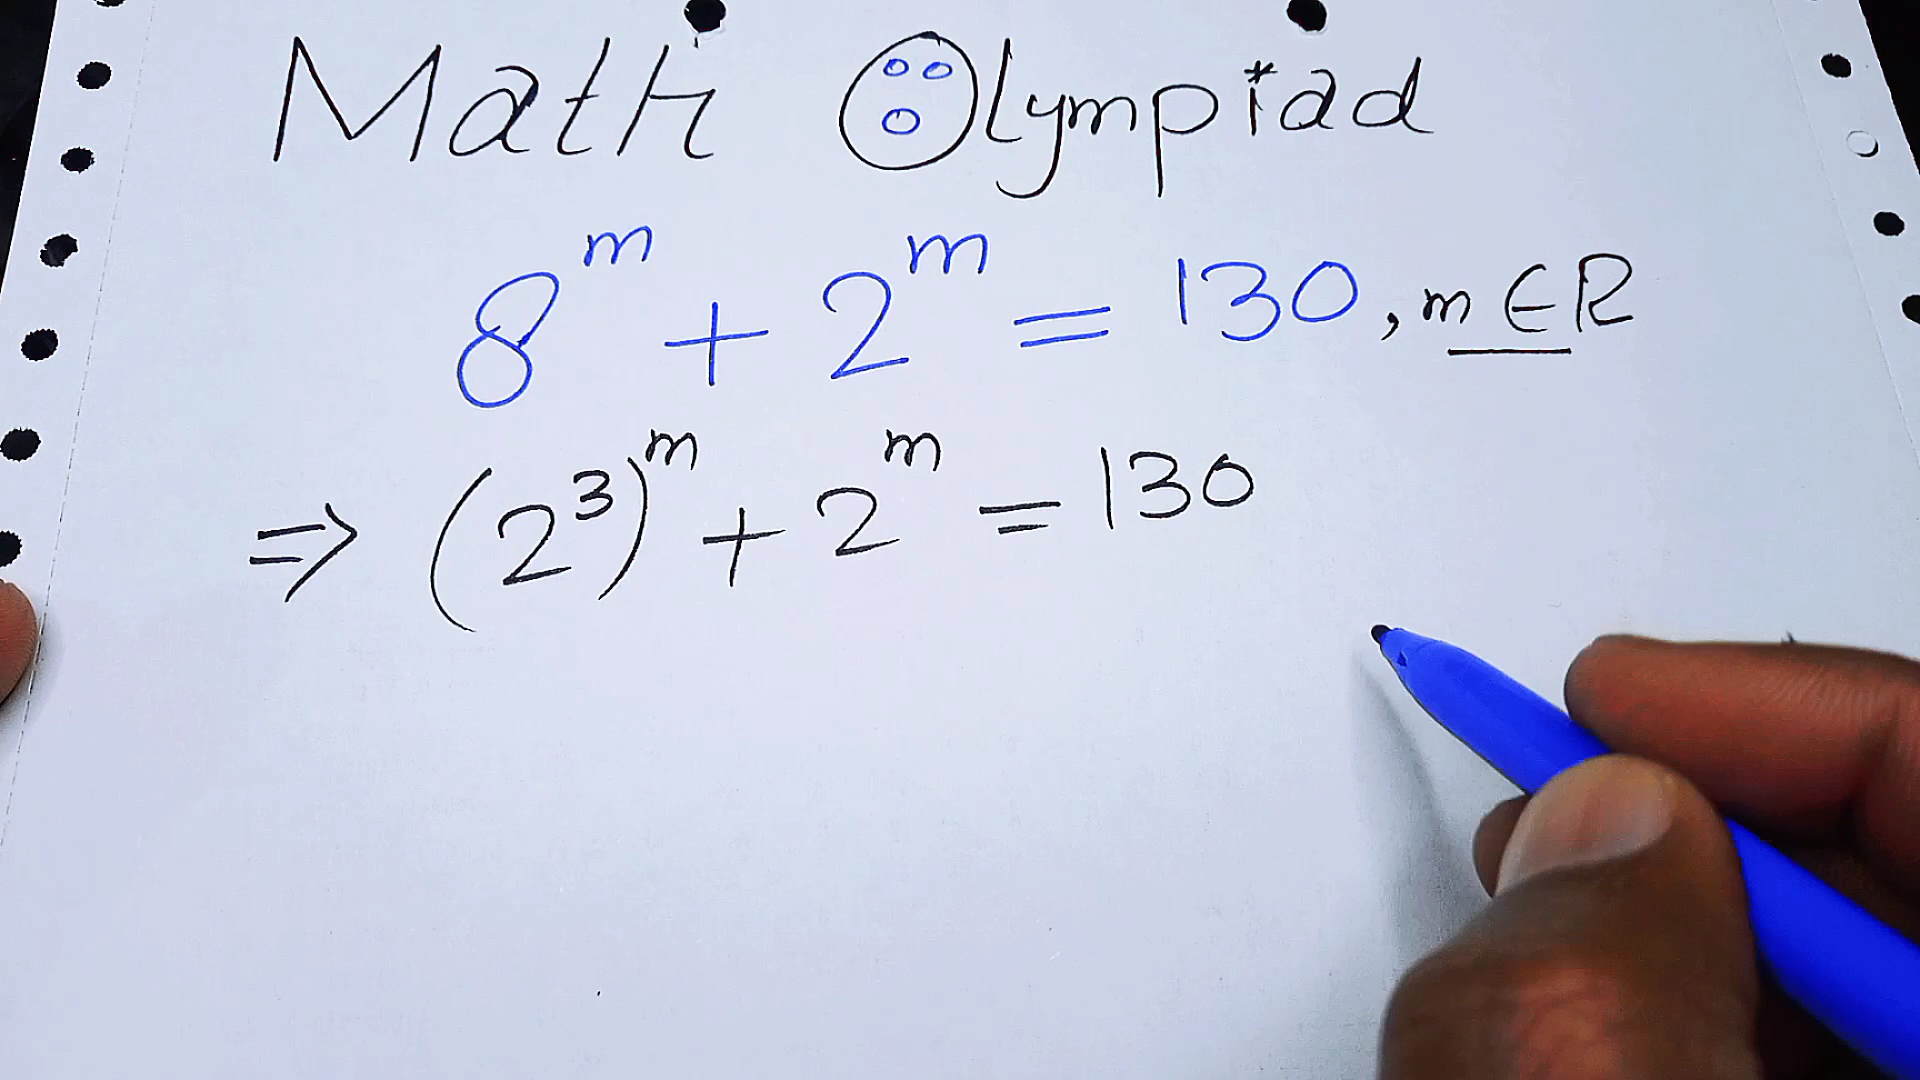 Math Olympiad
8^m + 2^m = 130, m ∈ R
⇒ (2^3)^m + 2^m = 130